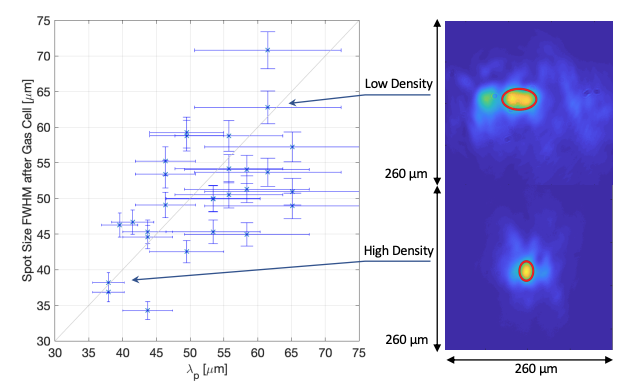 75
70
65
60
55
50
45
40
35
30
30 35 40 45 50 55 60 65 70 75
Spot Size FWHM after Gas Cell [μm]
λp [μm]
Low Density
High Density
260 μm
260 μm
260 μm